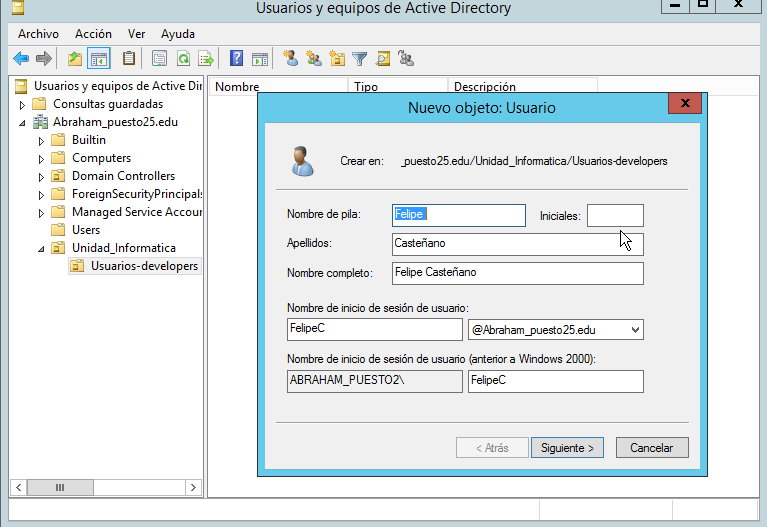 Usuarios y equipos de Active Directory
Archivo Acción Ver Ayuda
Usuarios y equipos de Active Dir
Consultas guardadas
Abraham_puesto25.edu
Builtin
Computers
Domain Controllers
ForeignSecurityPrincipals
Managed Service Accour
Users
Unidad_Informatica
Usuarios-developers
Nombre Tipo Descripción
Nuevo objeto: Usuario
Crear en: _puesto25.edu/Unidad_Informatica/Usuarios-developers
Nombre de pila: Felipe Iniciales:
Apellidos: Casteñano
Nombre completo: Felipe Casteñano
Nombre de inicio de sesión de usuario:
FelipeC @Abraham_puesto25.edu
Nombre de inicio de sesión de usuario (anterior a Windows 2000):
ABRAHAM_PUESTO2\ FelipeC
< Atrás Siguiente > Cancelar